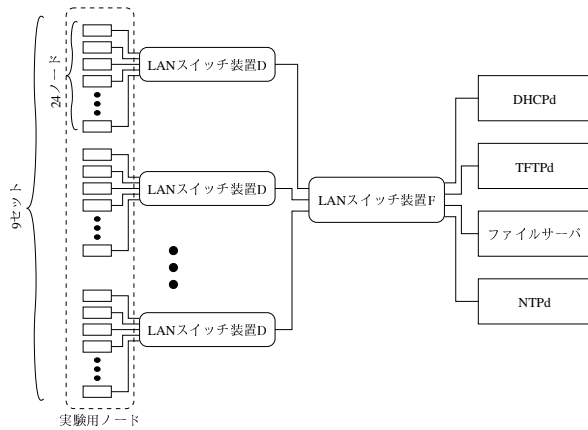 9セット
24ノード
LANスイッチ装置D
LANスイッチ装置D
LANスイッチ装置D
実験用ノード
LANスイッチ装置F
DHCPd
TFTPd
ファイルサーバ
NTPd